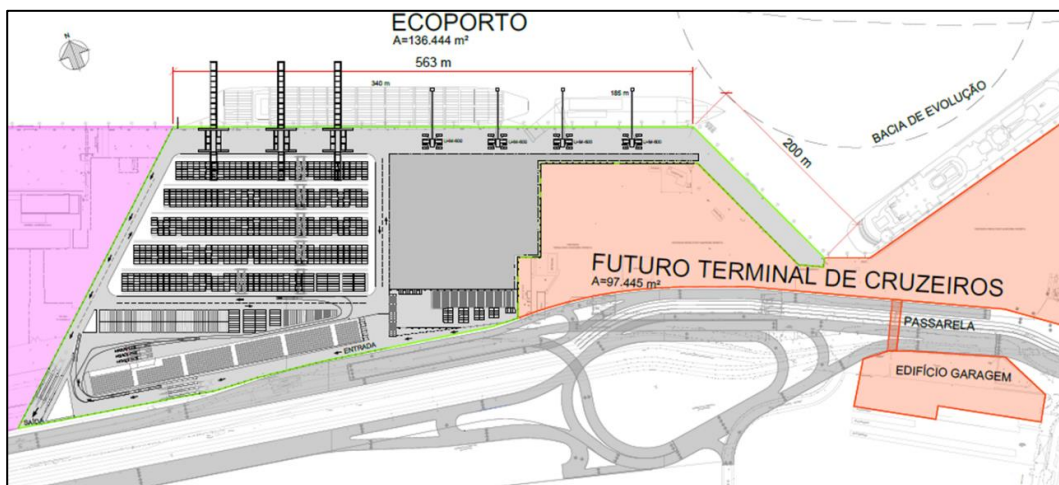 ECOPORTO
A=136.444 m²
563 m
N
340 m
185 m
BACIA DE EVOLUÇÃO
200 m
FUTURO TERMINAL DE CRUZEIROS
A=97.445 m²
PASSARELA
ENTRADA
EDIFÍCIO GARAGEM
SAÍDA